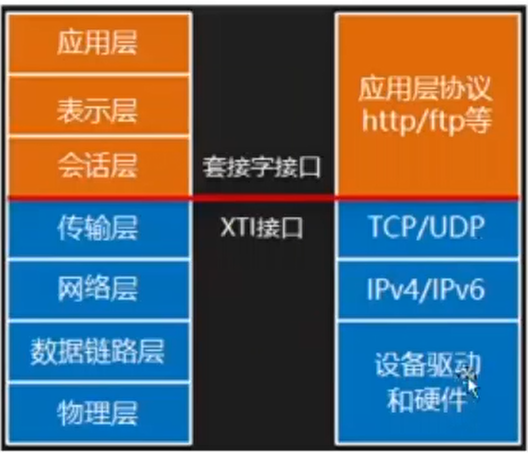 应用层
表示层
会话层
传输层
网络层
数据链路层
物理层
套接字接口
XTI接口
应用层协议
http/ftp等
TCP/UDP
IPv4/IPv6
设备驱动
和硬件